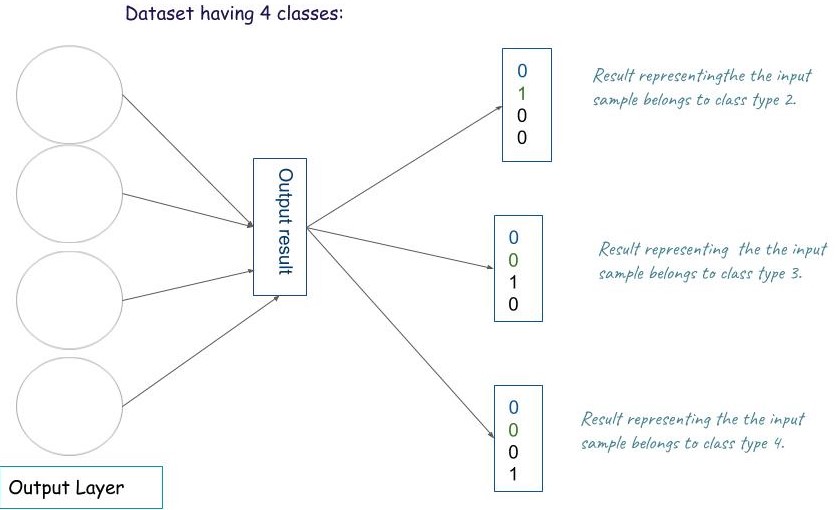 Dataset having 4 classes:
0
1
0
0
Result representingthe the input
sample belongs to class type 2.
Output result
0
0
1
0
Result representing the the input
sample belongs to class type 3.
0
0
0
1
Result representing the the input
sample belongs to class type 4.
Output Layer